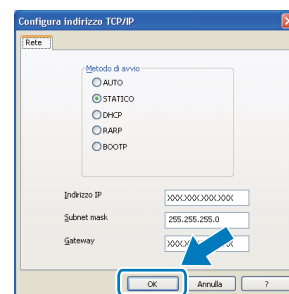 Configura indirizzo TCP/IP
Rete
Metodo di avvio
AUTO
STATICO
DHCP
RARP
BOOTP
Indirizzo IP XXX.XXX.XXX.XXX
Subnet mask 255.255.255.0
Gateway
OK Annulla ?